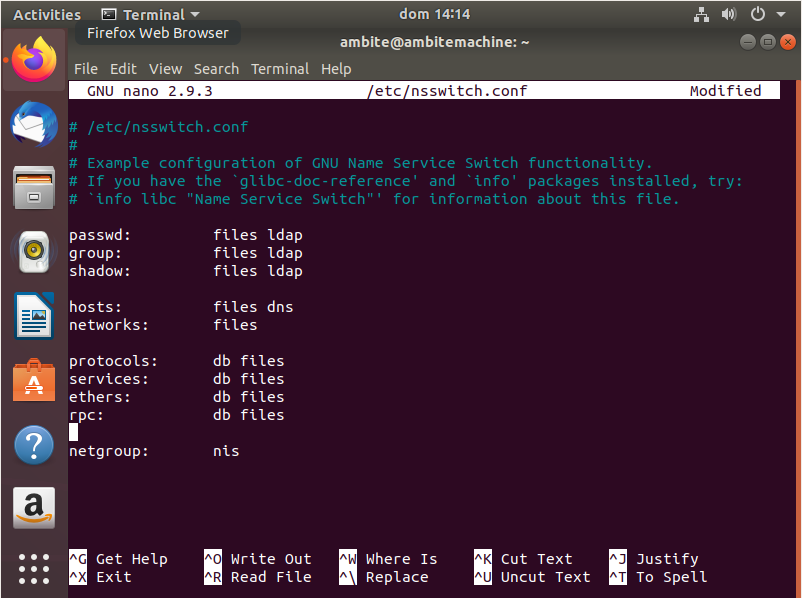 Activities Terminal dom 14:14
Firefox Web Browser
ambite@ambitemachine: ~
File Edit View Search Terminal Help
GNU nano 2.9.3 /etc/nsswitch.conf Modified
# /etc/nsswitch.conf
#
# Example configuration of GNU Name Service Switch functionality.
# If you have the `glibc-doc-reference' and `info' packages installed, try:
# `info libc "Name Service Switch"' for information about this file.
passwd: files ldap
group: files ldap
shadow: files ldap
hosts: files dns
networks: files
protocols: db files
services: db files
ethers: db files
rpc: db files
netgroup: nis
^G Get Help ^O Write Out ^W Where Is ^K Cut Text ^J Justify
^X Exit ^R Read File ^\ Replace ^U Uncut Text ^T To Spell